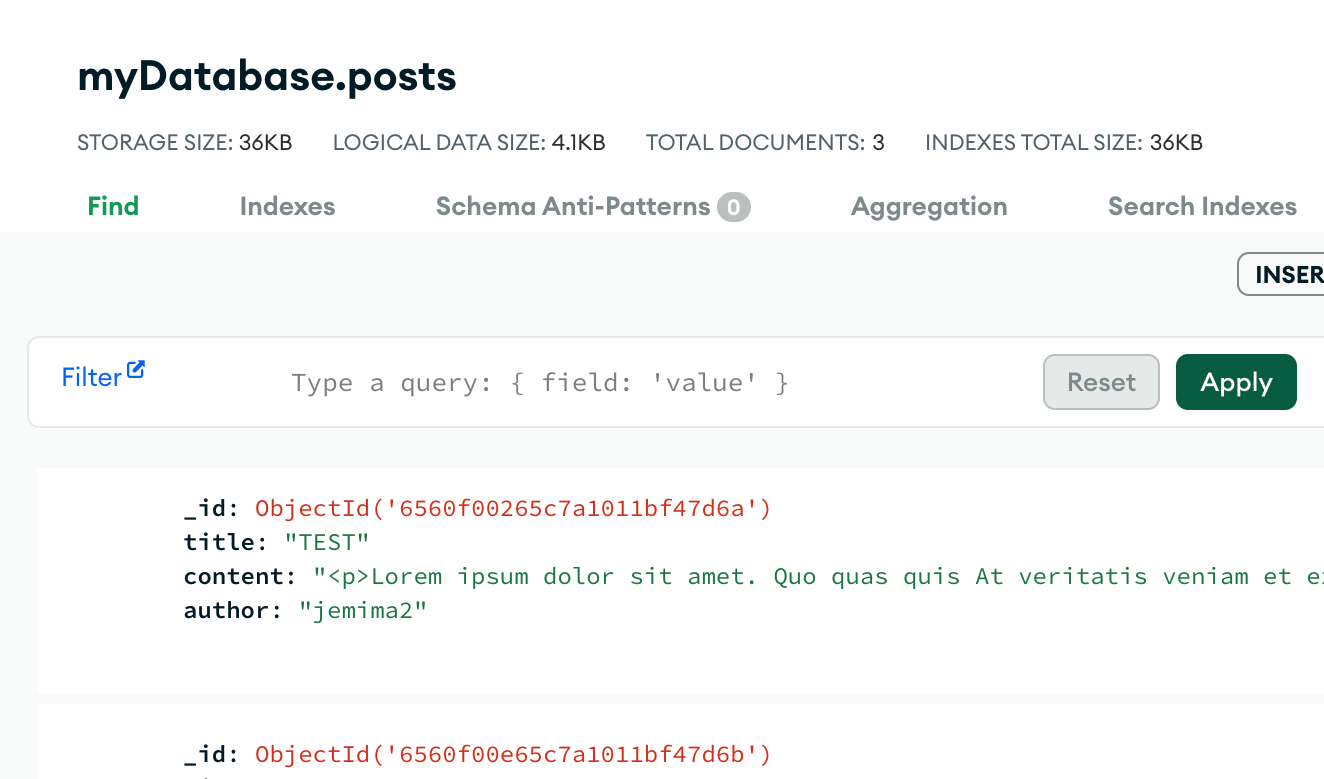 myDatabase.posts
STORAGE SIZE: 36KB LOGICAL DATA SIZE: 4.1KB TOTAL DOCUMENTS: 3 INDEXES TOTAL SIZE: 36KB
Find Indexes Schema Anti-Patterns 0 Aggregation Search Indexes
INSER
Filter Type a query: { field: 'value' } Reset Apply
_id: ObjectId('6560f00265c7a1011bf47d6a')
title: "TEST"
content: "<p>Lorem ipsum dolor sit amet. Quo quas quis At veritatis veniam et e
author: "jemima2"
_id: ObjectId('6560f00e65c7a1011bf47d6b')